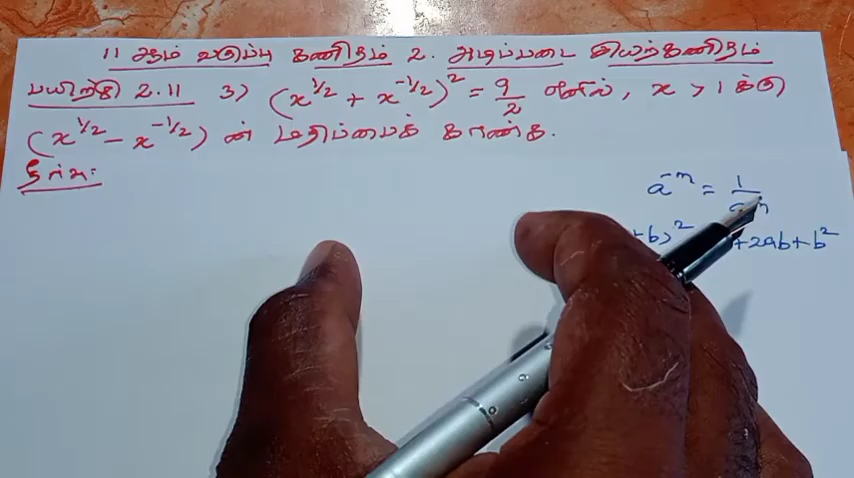 11 ஆம் வகுப்பு கணிதம் 2. அடிப்படை இயற்கணிதம்
பயிற்சி 2.11 3) (x^{1/2} + x^{-1/2})^2 = 9/2 எனில், x > 1 க்கு
(x^{1/2} - x^{-1/2}) ன் மதிப்பைக் காண்க.
தீர்வு:
a^{-m} = 1/
+b)^2 +2ab+b^2